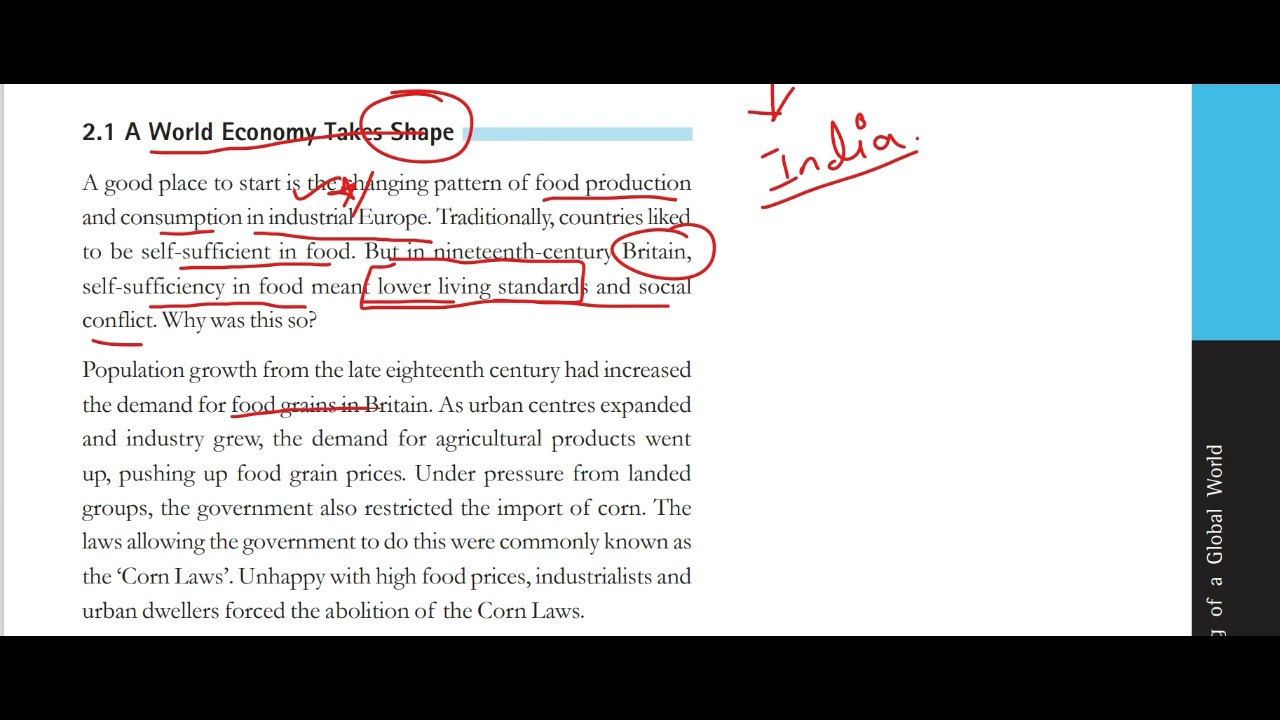 2.1 A World Economy Takes Shape
India.
A good place to start is the changing pattern of food production
and consumption in industrial Europe. Traditionally, countries liked
to be self-sufficient in food. But in nineteenth-century Britain,
self-sufficiency in food meant lower living standards and social
conflict. Why was this so?
Population growth from the late eighteenth century had increased
the demand for food grains in Britain. As urban centres expanded
and industry grew, the demand for agricultural products went
up, pushing up food grain prices. Under pressure from landed
groups, the government also restricted the import of corn. The
laws allowing the government to do this were commonly known as
the ‘Corn Laws’. Unhappy with high food prices, industrialists and
urban dwellers forced the abolition of the Corn Laws.
of a Global World